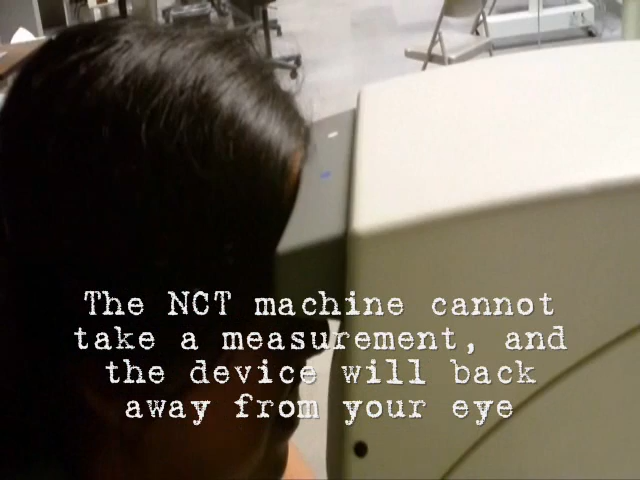 The NCT machine cannot
take a measurement, and
the device will back
away from your eye